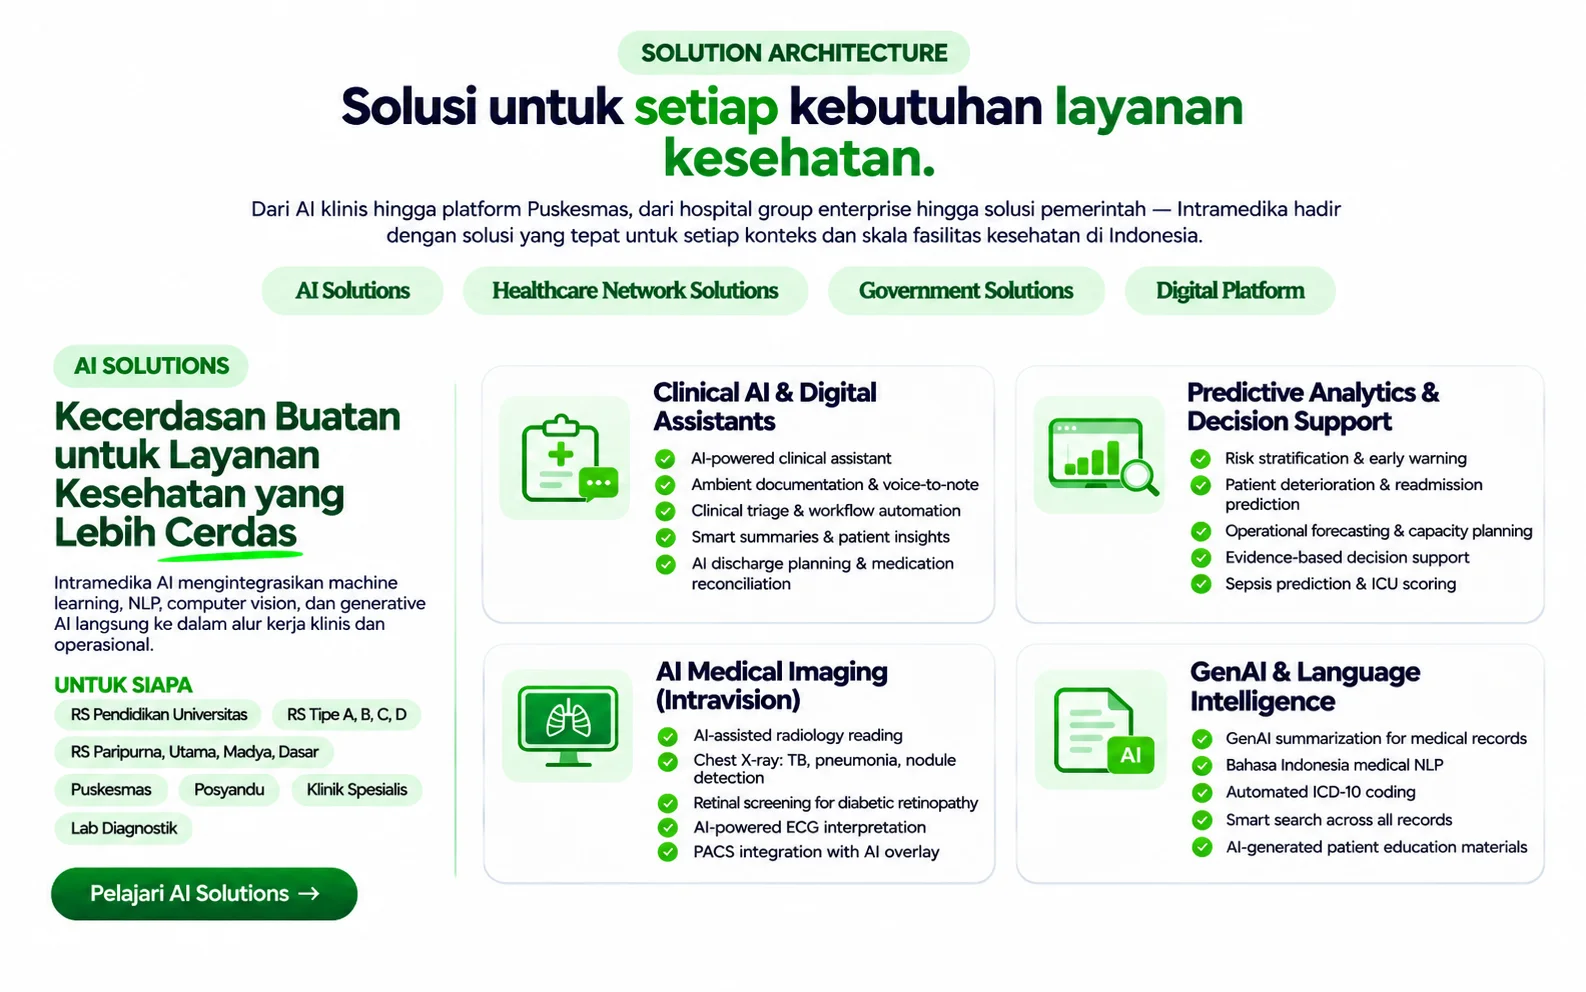 SOLUTION ARCHITECTURE
Solusi untuk setiap kebutuhan layanan
kesehatan.
Dari AI klinis hingga platform Puskesmas, dari hospital group enterprise hingga solusi pemerintah — Intramedika hadir
dengan solusi yang tepat untuk setiap konteks dan skala fasilitas kesehatan di Indonesia.
AI Solutions
Healthcare Network Solutions
Government Solutions
Digital Platform
AI SOLUTIONS
Kecerdasan Buatan
untuk Layanan
Kesehatan yang
Lebih Cerdas
Intramedika AI mengintegrasikan machine
learning, NLP, computer vision, dan generative
AI langsung ke dalam alur kerja klinis dan
operasional.
UNTUK SIAPA
RS Pendidikan Universitas
RS Tipe A, B, C, D
RS Paripurna, Utama, Madya, Dasar
Puskesmas
Posyandu
Klinik Spesialis
Lab Diagnostik
Pelajari AI Solutions →
Clinical AI & Digital
Assistants
AI-powered clinical assistant
Ambient documentation & voice-to-note
Clinical triage & workflow automation
Smart summaries & patient insights
AI discharge planning & medication
reconciliation
Predictive Analytics &
Decision Support
Risk stratification & early warning
Patient deterioration & readmission
prediction
Operational forecasting & capacity planning
Evidence-based decision support
Sepsis prediction & ICU scoring
AI Medical Imaging
(Intravision)
AI-assisted radiology reading
Chest X-ray: TB, pneumonia, nodule
detection
Retinal screening for diabetic retinopathy
AI-powered ECG interpretation
PACS integration with AI overlay
AI
GenAI & Language
Intelligence
GenAI summarization for medical records
Bahasa Indonesia medical NLP
Automated ICD-10 coding
Smart search across all records
AI-generated patient education materials